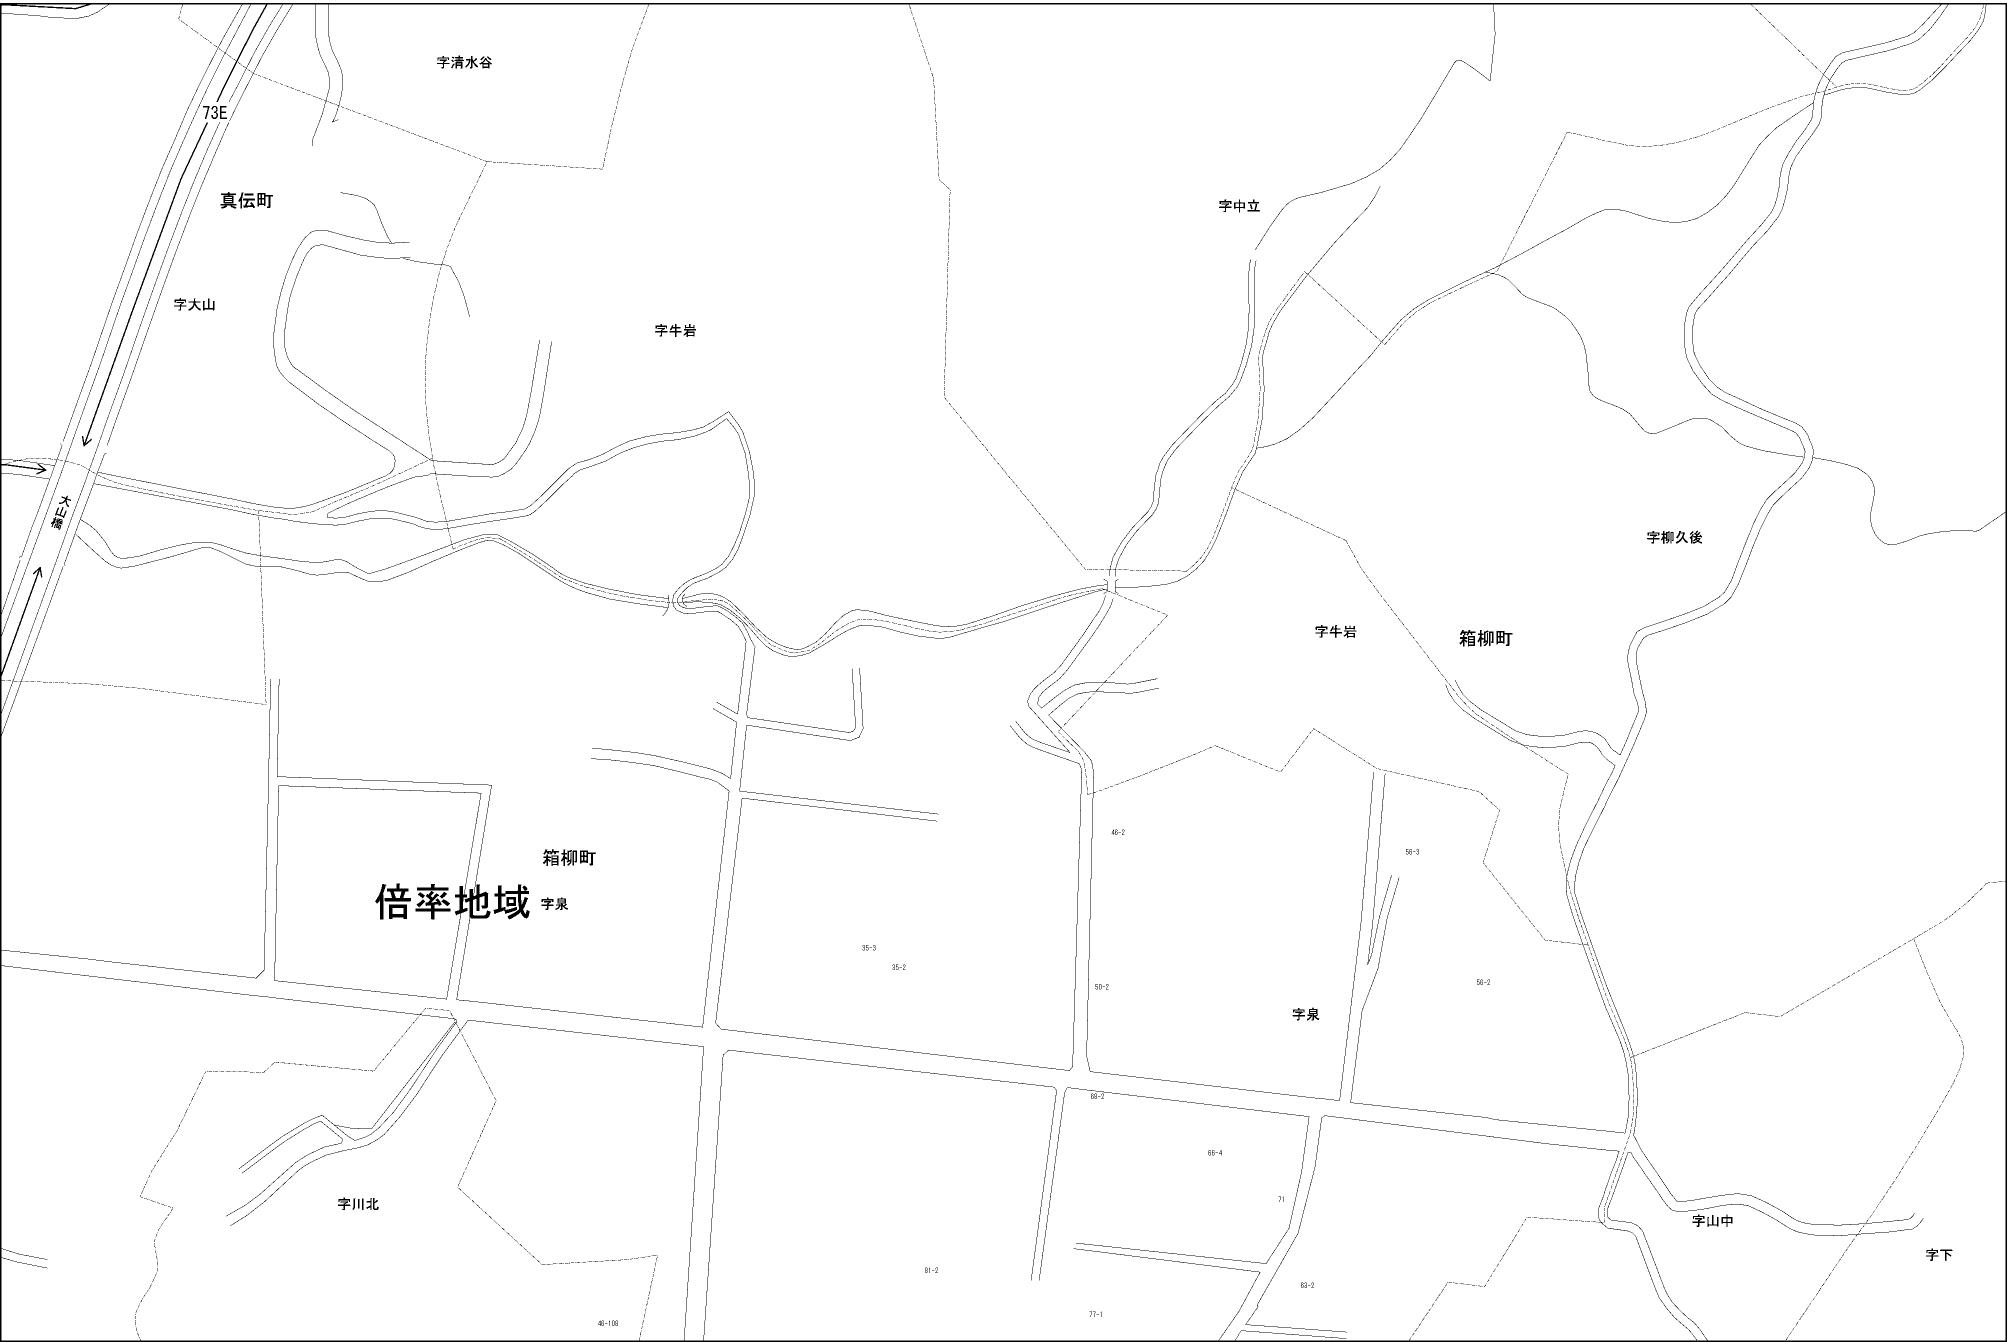 字清水谷
73E
真伝町
字中立
字大山
字牛岩
大山橋
字柳久後
字牛岩
箱柳町
46-2
56-3
箱柳町
倍率地域
字泉
35-3
35-2
56-2
50-2
字泉
68-2
66-4
71
字川北
字山中
字下
81-2
63-2
77-1
46-108